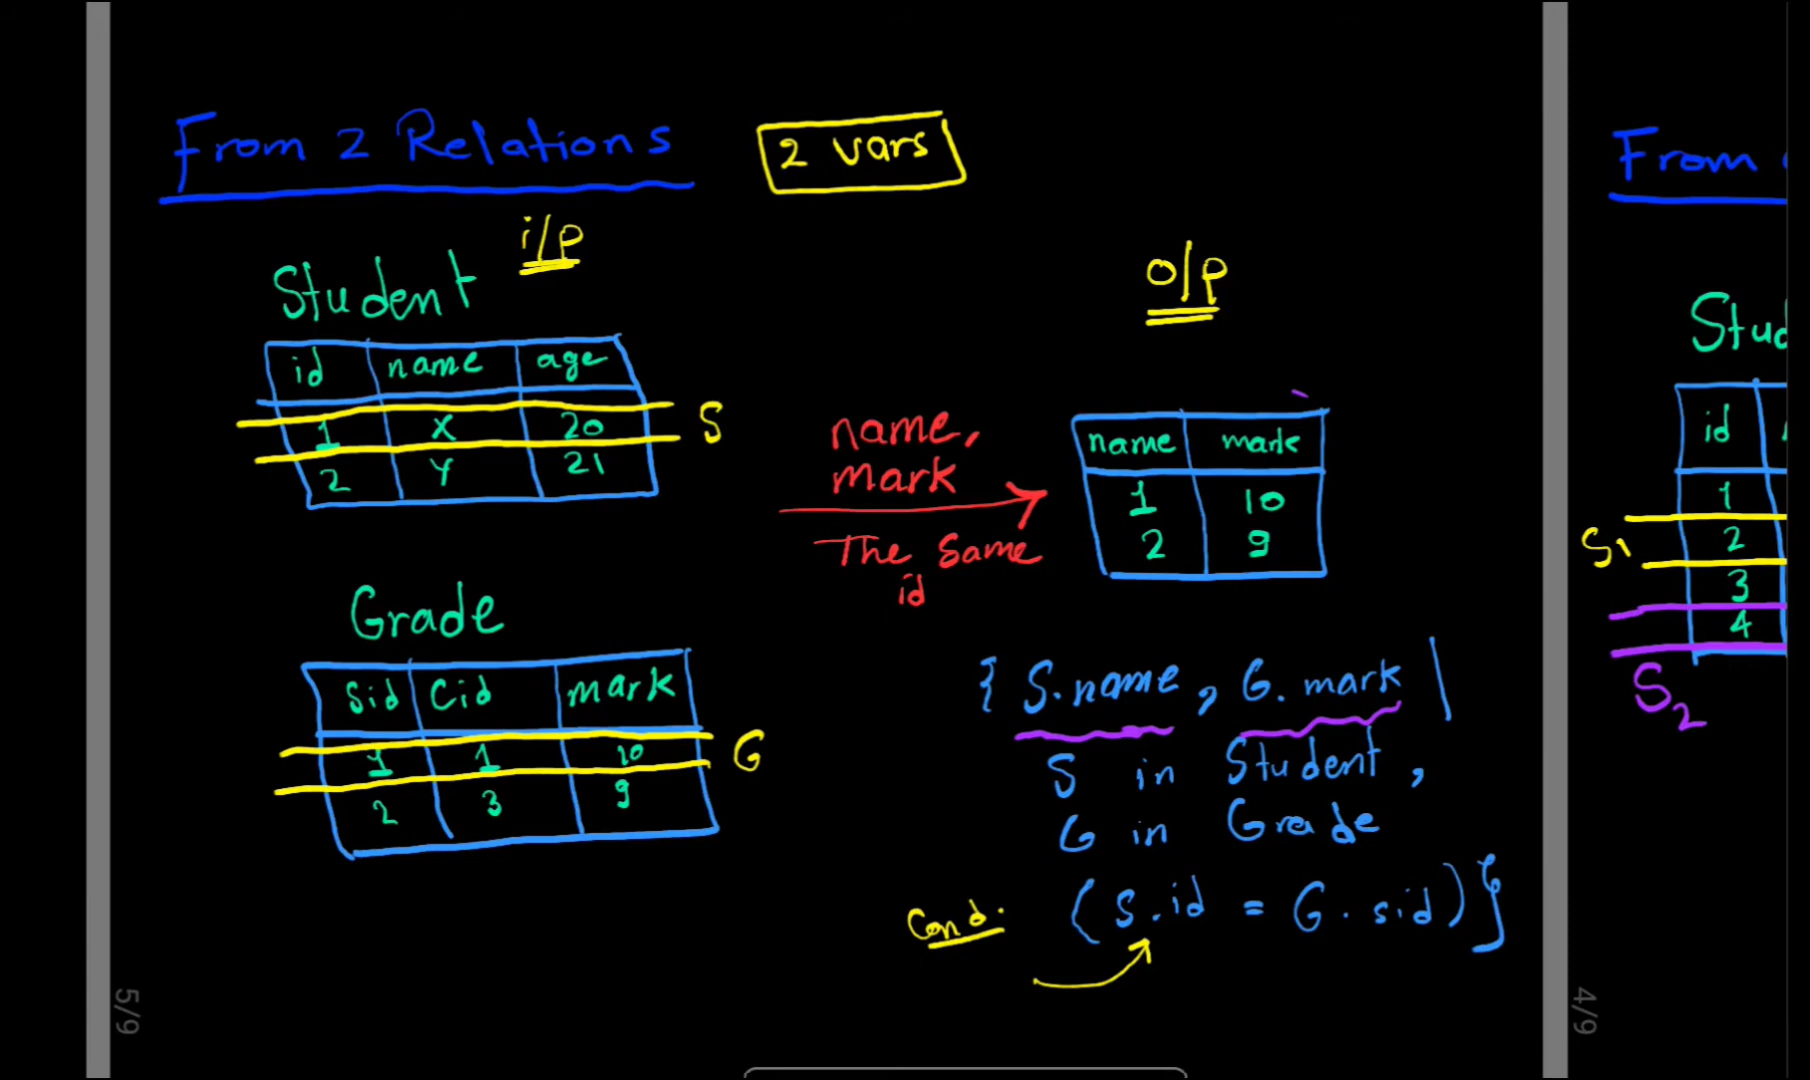 From 2 Relations
2 vars
i/p
Student
id name age
1 X 20
2 Y 21
S
Grade
Sid Cid mark
1 1 10
2 3 9
G
name,
mark
The Same
id
o/p
name mark
1 10
2 9
{ S.name, G.mark |
S in Student,
G in Grade
Cond. (S.id = G.sid)}
5/9
From
Stud
id
1
2
3
4
S1
S2
4/9